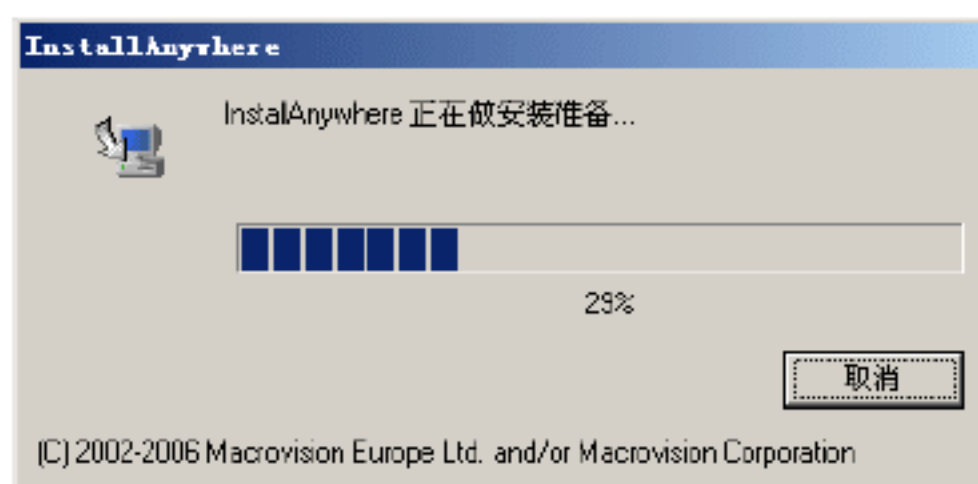 InstallAnywhere
InstalAnywhere 正在做安装准备...
29%
取消
(C) 2002-2006 Macrovision Europe Ltd. and/or Macrovision Corporation